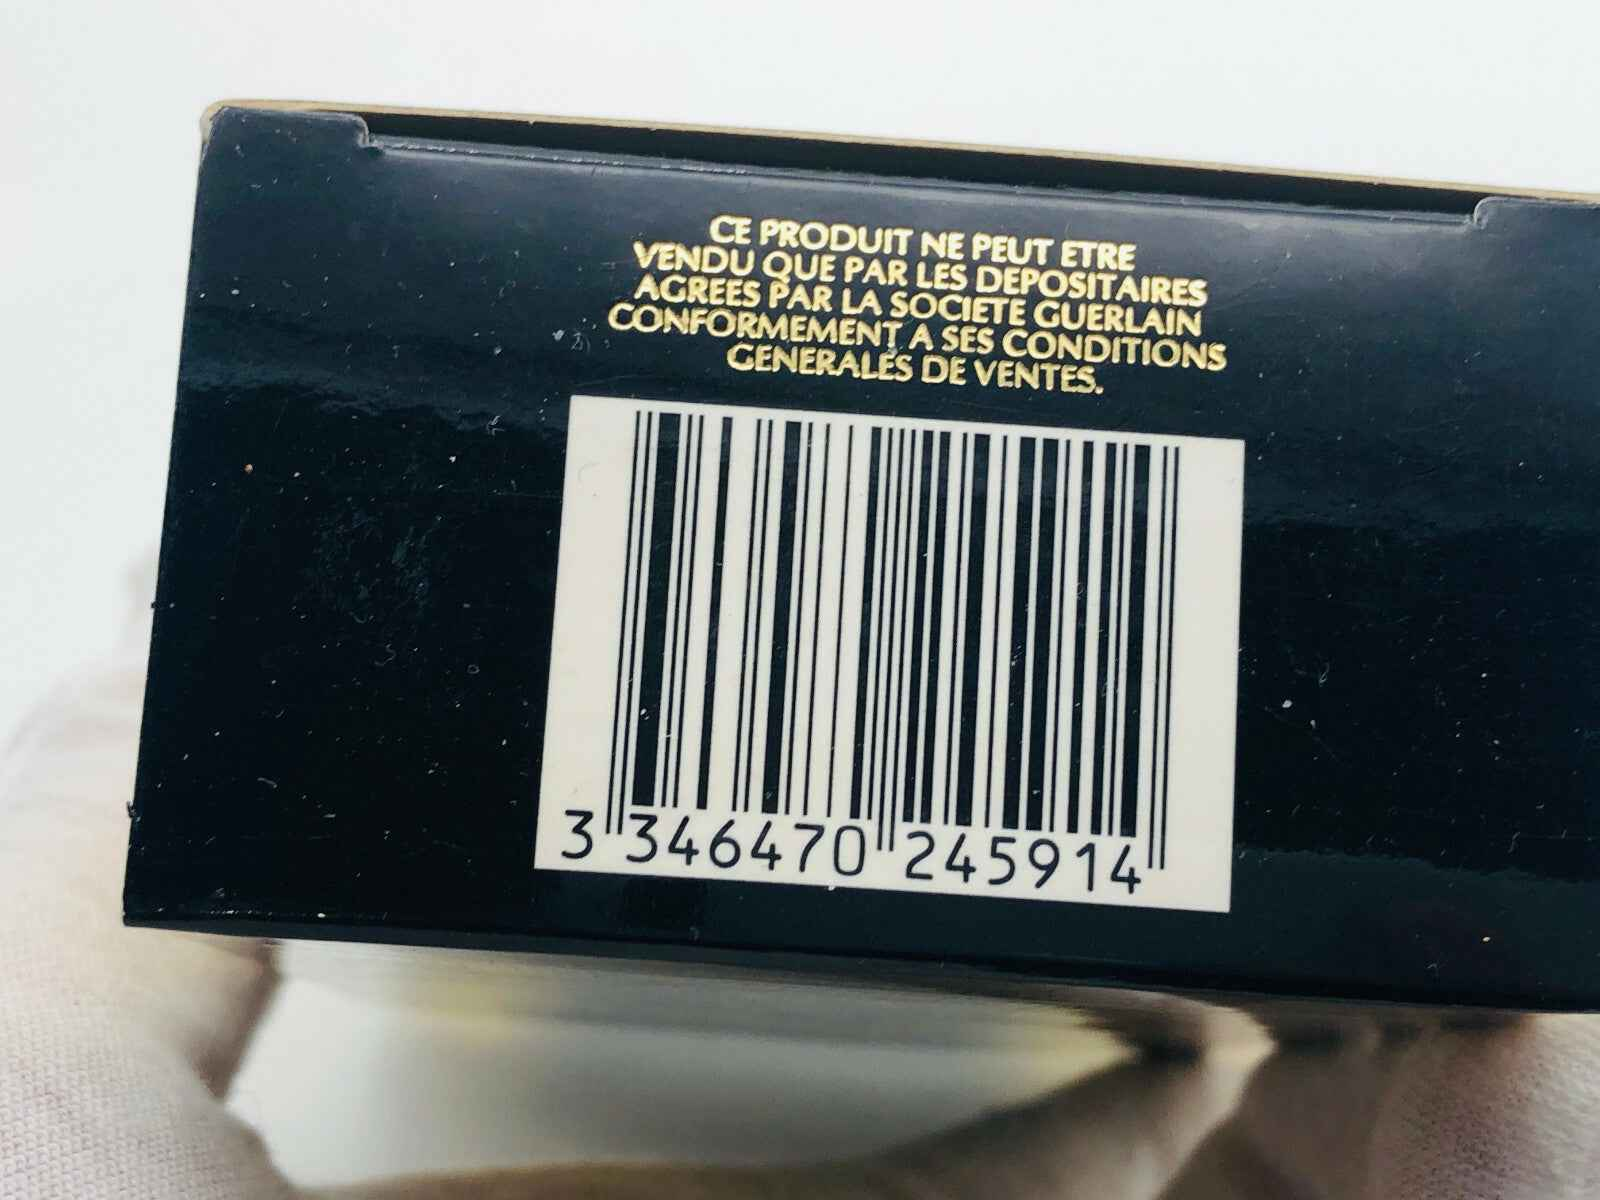 CE PRODUIT NE PEUT ETRE
VENDU QUE PAR LES DEPOSITAIRES
AGREES PAR LA SOCIETE GUERLAIN
CONFORMEMENT A SES CONDITIONS
GENERALES DE VENTES.
3 346470 245914